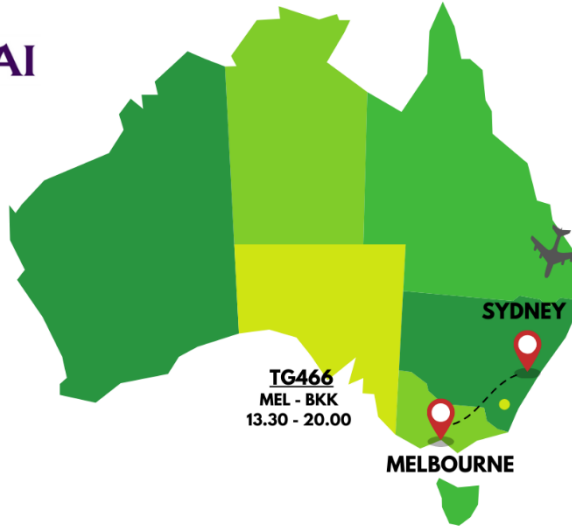 AI
SYDNEY
TG466
MEL - BKK
13.30 - 20.00
MELBOURNE